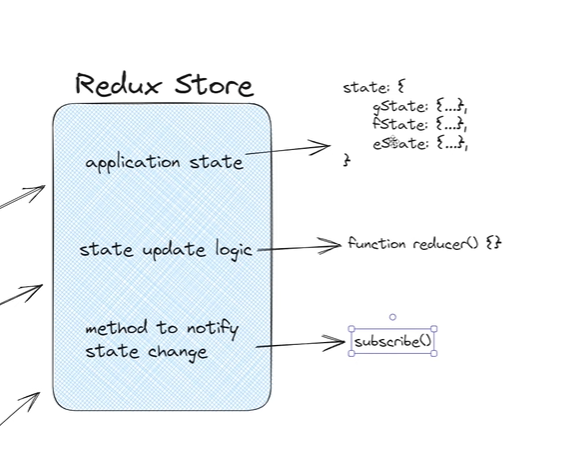 Redux Store
application state
state: {
gState: {...},
fState: {...},
eState: {...},
}
state update logic
function reducer() {}
method to notify
state change
subscribe()